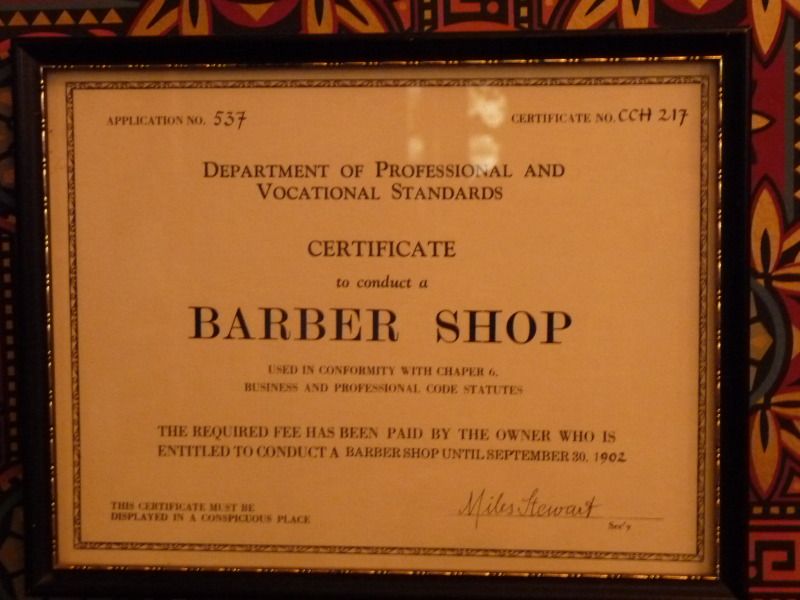 APPLICATION NO. 537
CERTIFICATE NO. CCH 217
DEPARTMENT OF PROFESSIONAL AND
VOCATIONAL STANDARDS
CERTIFICATE
to conduct a
BARBER SHOP
USED IN CONFORMITY WITH CHAPER 6,
BUSINESS AND PROFESSIONAL CODE STATUTES
THE REQUIRED FEE HAS BEEN PAID BY THE OWNER WHO IS
ENTITLED TO CONDUCT A BARBER SHOP UNTIL SEPTEMBER 30, 1902
THIS CERTIFICATE MUST BE
DISPLAYED IN A CONSPICUOUS PLACE
Miles Stewart
Sec'y